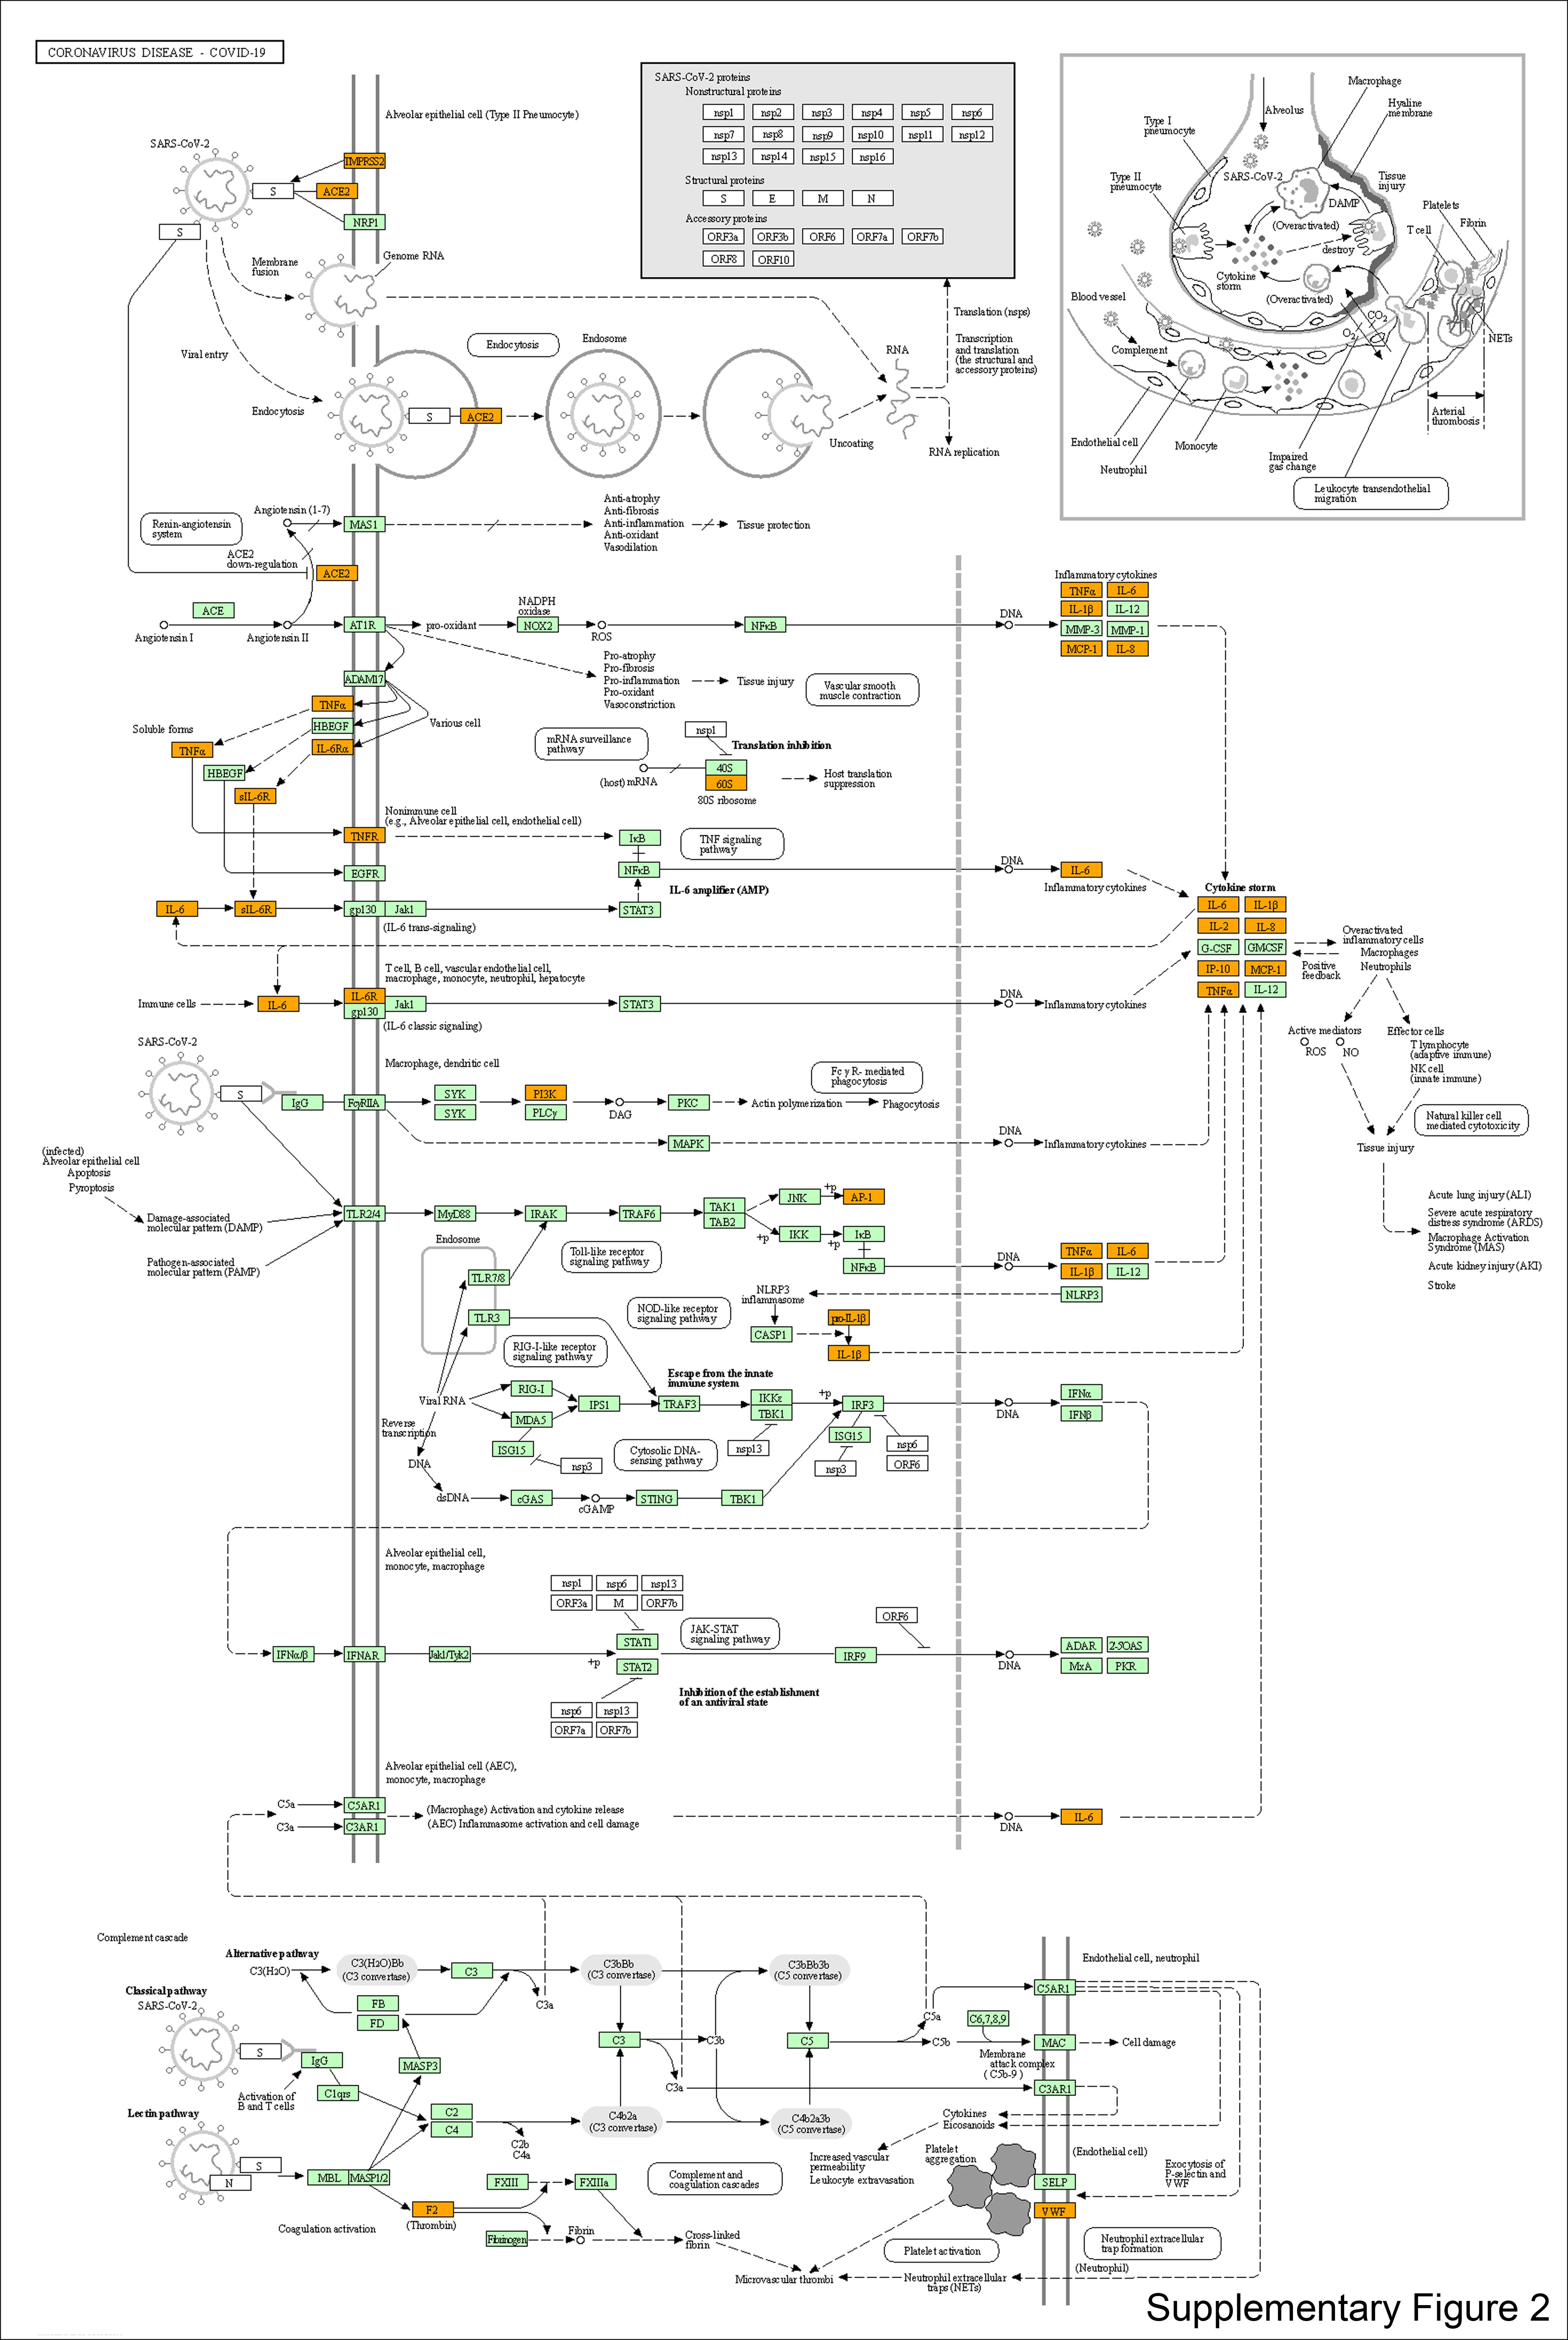 CORONAVIRUS DISEASE - COVID-19
Alveolar epithelial cell (Type II Pneumocyte)
SARS-CoV-2
TMPRSS2
S
ACE2
NRP1
S
Membrane
fusion
Genome RNA
Viral entry
Endocytosis
Endocytosis
S
ACE2
Endosome
Uncoating
RNA
RNA replication
Translation (nsps)
Transcription
and translation
(the structural and
accessory proteins)
SARS-CoV-2 proteins
Nonstructural proteins
nsp1 nsp2 nsp3 nsp4 nsp5 nsp6
nsp7 nsp8 nsp9 nsp10 nsp11 nsp12
nsp13 nsp14 nsp15 nsp16
Structural proteins
S E M N
Accessory proteins
ORF3a ORF3b ORF6 ORF7a ORF7b
ORF8 ORF10
Macrophage
Alveolus
Hyaline
membrane
Type I
pneumocyte
SARS-CoV-2
Tissue
injury
Type II
pneumocyte
DAMP
Platelets
Fibrin
T cell
(Overactivated)
destroy
Cytokine
storm
(Overactivated)
Blood vessel
CO2
O2
NETs
Complement
Arterial
thrombosis
Endothelial cell
Monocyte
Neutrophil
Impaired
gas change
Leukocyte transendothelial
migration
Renin-angiotensin
system
Angiotensin (1-7)
MAS1
Anti-atrophy
Anti-fibrosis
Anti-inflammation
Anti-oxidant
Vasodilation
Tissue protection
ACE2
down-regulation
ACE2
ACE
Angiotensin I
Angiotensin II
AT1R
pro-oxidant
NADPH
oxidase
NOX2
ROS
NFκB
DNA
Inflammatory cytokines
TNFα IL-6
IL-1β IL-12
MMP-3 MMP-1
MCP-1 IL-8
Pro-atrophy
Pro-fibrosis
Pro-inflammation
Pro-oxidant
Vasoconstriction
Tissue injury
Vascular smooth
muscle contraction
ADAM17
TNFα
HBEGF
IL-6Rα
Various cell
Soluble forms
TNFα
HBEGF
sIL-6R
mRNA surveillance
pathway
nsp1
Translation inhibition
(host) mRNA
40S
60S
80S ribosome
Host translation
suppression
Nonimmune cell
(e.g., Alveolar epithelial cell, endothelial cell)
TNFR
EGFR
IκB
NFκB
TNF signaling
pathway
IL-6 amplifier (AMP)
DNA
IL-6
Inflammatory cytokines
IL-6
sIL-6R
gp130
Jak1
STAT3
(IL-6 trans-signaling)
T cell, B cell, vascular endothelial cell,
macrophage, monocyte, neutrophil, hepatocyte
Immune cells
IL-6
IL-6R
gp130
Jak1
STAT3
(IL-6 classic signaling)
DNA
Inflammatory cytokines
Cytokine storm
IL-6 IL-1β
IL-2 IL-8
G-CSF GMCSF
IP-10 MCP-1
TNFα IL-12
Positive
feedback
Overactivated
inflammatory cells
Macrophages
Neutrophils
Active mediators
ROS NO
Effector cells
T lymphocyte
(adaptive immune)
NK cell
(innate immune)
Natural killer cell
mediated cytotoxicity
Tissue injury
Acute lung injury (ALI)
Severe acute respiratory
distress syndrome (ARDS)
Macrophage Activation
Syndrome (MAS)
Acute kidney injury (AKI)
Stroke
SARS-CoV-2
S
IgG
Macrophage, dendritic cell
FcγRIIA
SYK
SYK
PI3K
PLCγ
DAG
PKC
Actin polymerization
Phagocytosis
Fc γ R- mediated
phagocytosis
MAPK
DNA
Inflammatory cytokines
(infected)
Alveolar epithelial cell
Apoptosis
Pyroptosis
Damage-associated
molecular pattern (DAMP)
Pathogen-associated
molecular pattern (PAMP)
TLR2/4
MyD88
IRAK
TRAF6
TAK1
TAB2
JNK
+p
AP-1
+p
IKK
+p
IκB
NFκB
Endosome
TLR7/8
TLR3
Toll-like receptor
signaling pathway
DNA
TNFα IL-6
IL-1β IL-12
NLRP3
NLRP3
inflammasome
NOD-like receptor
signaling pathway
CASP1
pro-IL-1β
IL-1β
RIG-I-like receptor
signaling pathway
Escape from the innate
immune system
Viral RNA
RIG-I
MDA5
IPS1
TRAF3
IKKε
TBK1
+p
IRF3
DNA
IFNα
IFNβ
Reverse
transcription
ISG15
nsp3
Cytosolic DNA-
sensing pathway
nsp13
ISG15
nsp3
nsp6
ORF6
DNA
dsDNA
cGAS
cGAMP
STING
TBK1
Alveolar epithelial cell,
monocyte, macrophage
nsp1 nsp6 nsp13
ORF3a M ORF7b
JAK-STAT
signaling pathway
ORF6
IFNα/β
IFNAR
Jak1/Tyk2
+p
STAT1
STAT2
IRF9
DNA
ADAR 2-5OAS
MxA PKR
Inhibition of the establishment
of an antiviral state
nsp6 nsp13
ORF7a ORF7b
Alveolar epithelial cell (AEC),
monocyte, macrophage
C5a
C5AR1
C3a
C3AR1
(Macrophage) Activation and cytokine release
(AEC) Inflammasome activation and cell damage
DNA
IL-6
Complement cascade
Alternative pathway
C3(H2O)
C3(H2O)Bb
(C3 convertase)
C3
C3a
C3bBb
(C3 convertase)
C3bBb3b
(C5 convertase)
Endothelial cell, neutrophil
C5AR1
Classical pathway
SARS-CoV-2
FB
FD
S
IgG
C1qrs
MASP3
Activation of
B and T cells
C3
C3b
C3a
C5
C5a
C5b
C6,7,8,9
MAC
Cell damage
Membrane
attack complex
( C5b-9 )
C3AR1
Lectin pathway
S
N
MBL
MASP1/2
C2
C4
C2b
C4a
C4b2a
(C3 convertase)
C4b2a3b
(C5 convertase)
Cytokines
Eicosanoids
Increased vascular
permeability
Leukocyte extravasation
Platelet
aggregation
(Endothelial cell)
SELP
VWF
Exocytosis of
P-selectin and
VWF
F2
(Thrombin)
Coagulation activation
FXIII
FXIIIa
Complement and
coagulation cascades
Fibrinogen
Fibrin
Cross-linked
fibrin
Platelet activation
Neutrophil extracellular
trap formation
(Neutrophil)
Microvascular thrombi
Neutrophil extracellular
traps (NETs)
Supplementary Figure 2